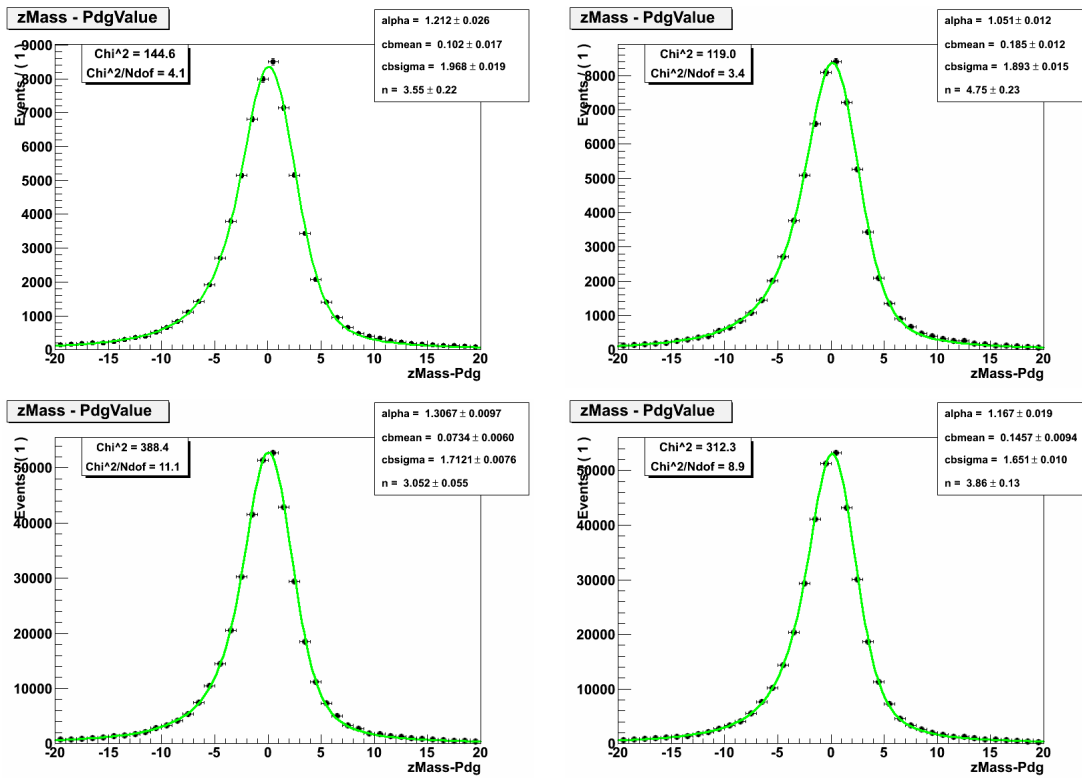 zMass - PdgValue
alpha = 1.212 ± 0.026
cbmean = 0.102 ± 0.017
cbsigma = 1.968 ± 0.019
n = 3.55 ± 0.22
Chi^2 = 144.6
Chi^2/Ndof = 4.1
Events / ( 1 )
9000
8000
7000
6000
5000
4000
3000
2000
1000
0
-20 -15 -10 -5 0 5 10 15 20
zMass-Pdg
zMass - PdgValue
alpha = 1.051 ± 0.012
cbmean = 0.185 ± 0.012
cbsigma = 1.893 ± 0.015
n = 4.75 ± 0.23
Chi^2 = 119.0
Chi^2/Ndof = 3.4
Events / ( 1 )
8000
7000
6000
5000
4000
3000
2000
1000
0
-20 -15 -10 -5 0 5 10 15 20
zMass-Pdg
zMass - PdgValue
alpha = 1.3067 ± 0.0097
cbmean = 0.0734 ± 0.0060
cbsigma = 1.7121 ± 0.0076
n = 3.052 ± 0.055
Chi^2 = 388.4
Chi^2/Ndof = 11.1
Events / ( 1 )
50000
40000
30000
20000
10000
0
-20 -15 -10 -5 0 5 10 15 20
zMass-Pdg
zMass - PdgValue
alpha = 1.167 ± 0.019
cbmean = 0.1457 ± 0.0094
cbsigma = 1.651 ± 0.010
n = 3.86 ± 0.13
Chi^2 = 312.3
Chi^2/Ndof = 8.9
Events / ( 1 )
50000
40000
30000
20000
10000
0
-20 -15 -10 -5 0 5 10 15 20
zMass-Pdg